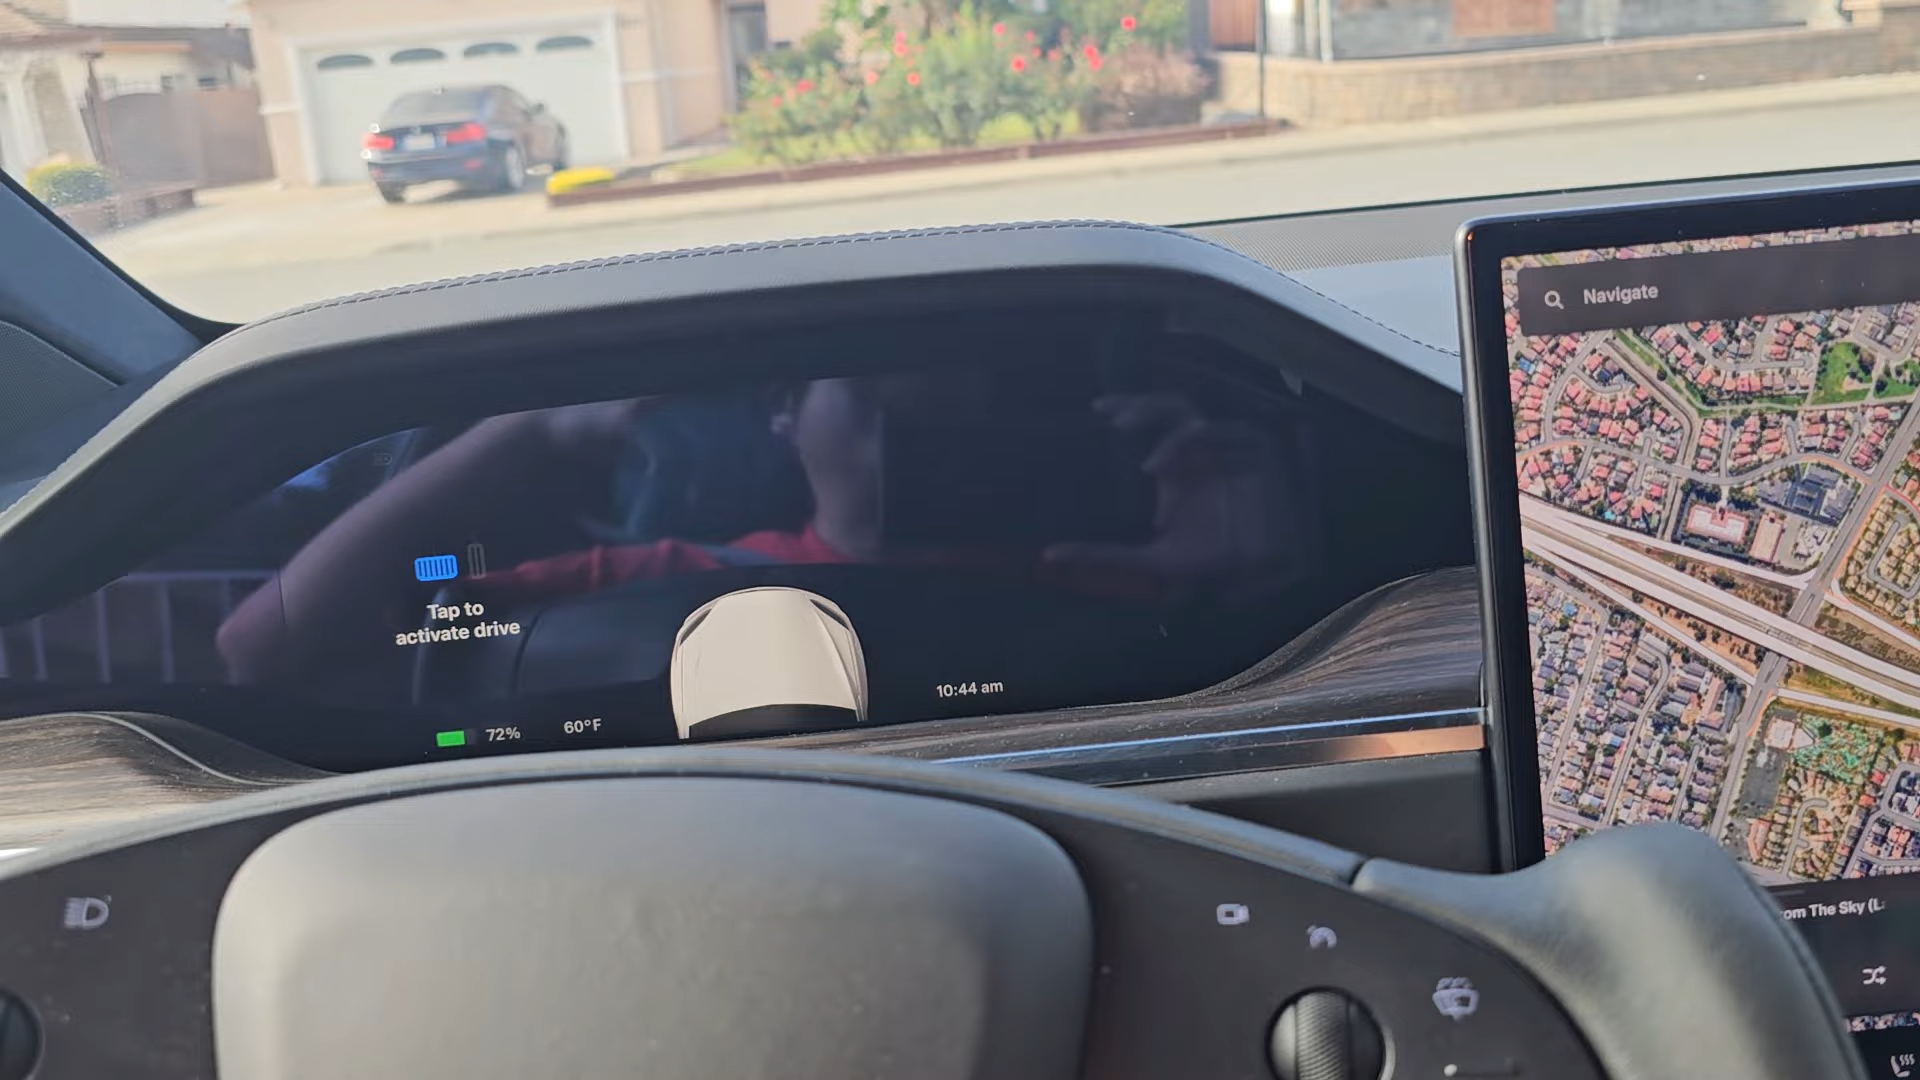 Navigate
Tap to
activate drive
10:44 am
72%
60°F
om The Sky (L